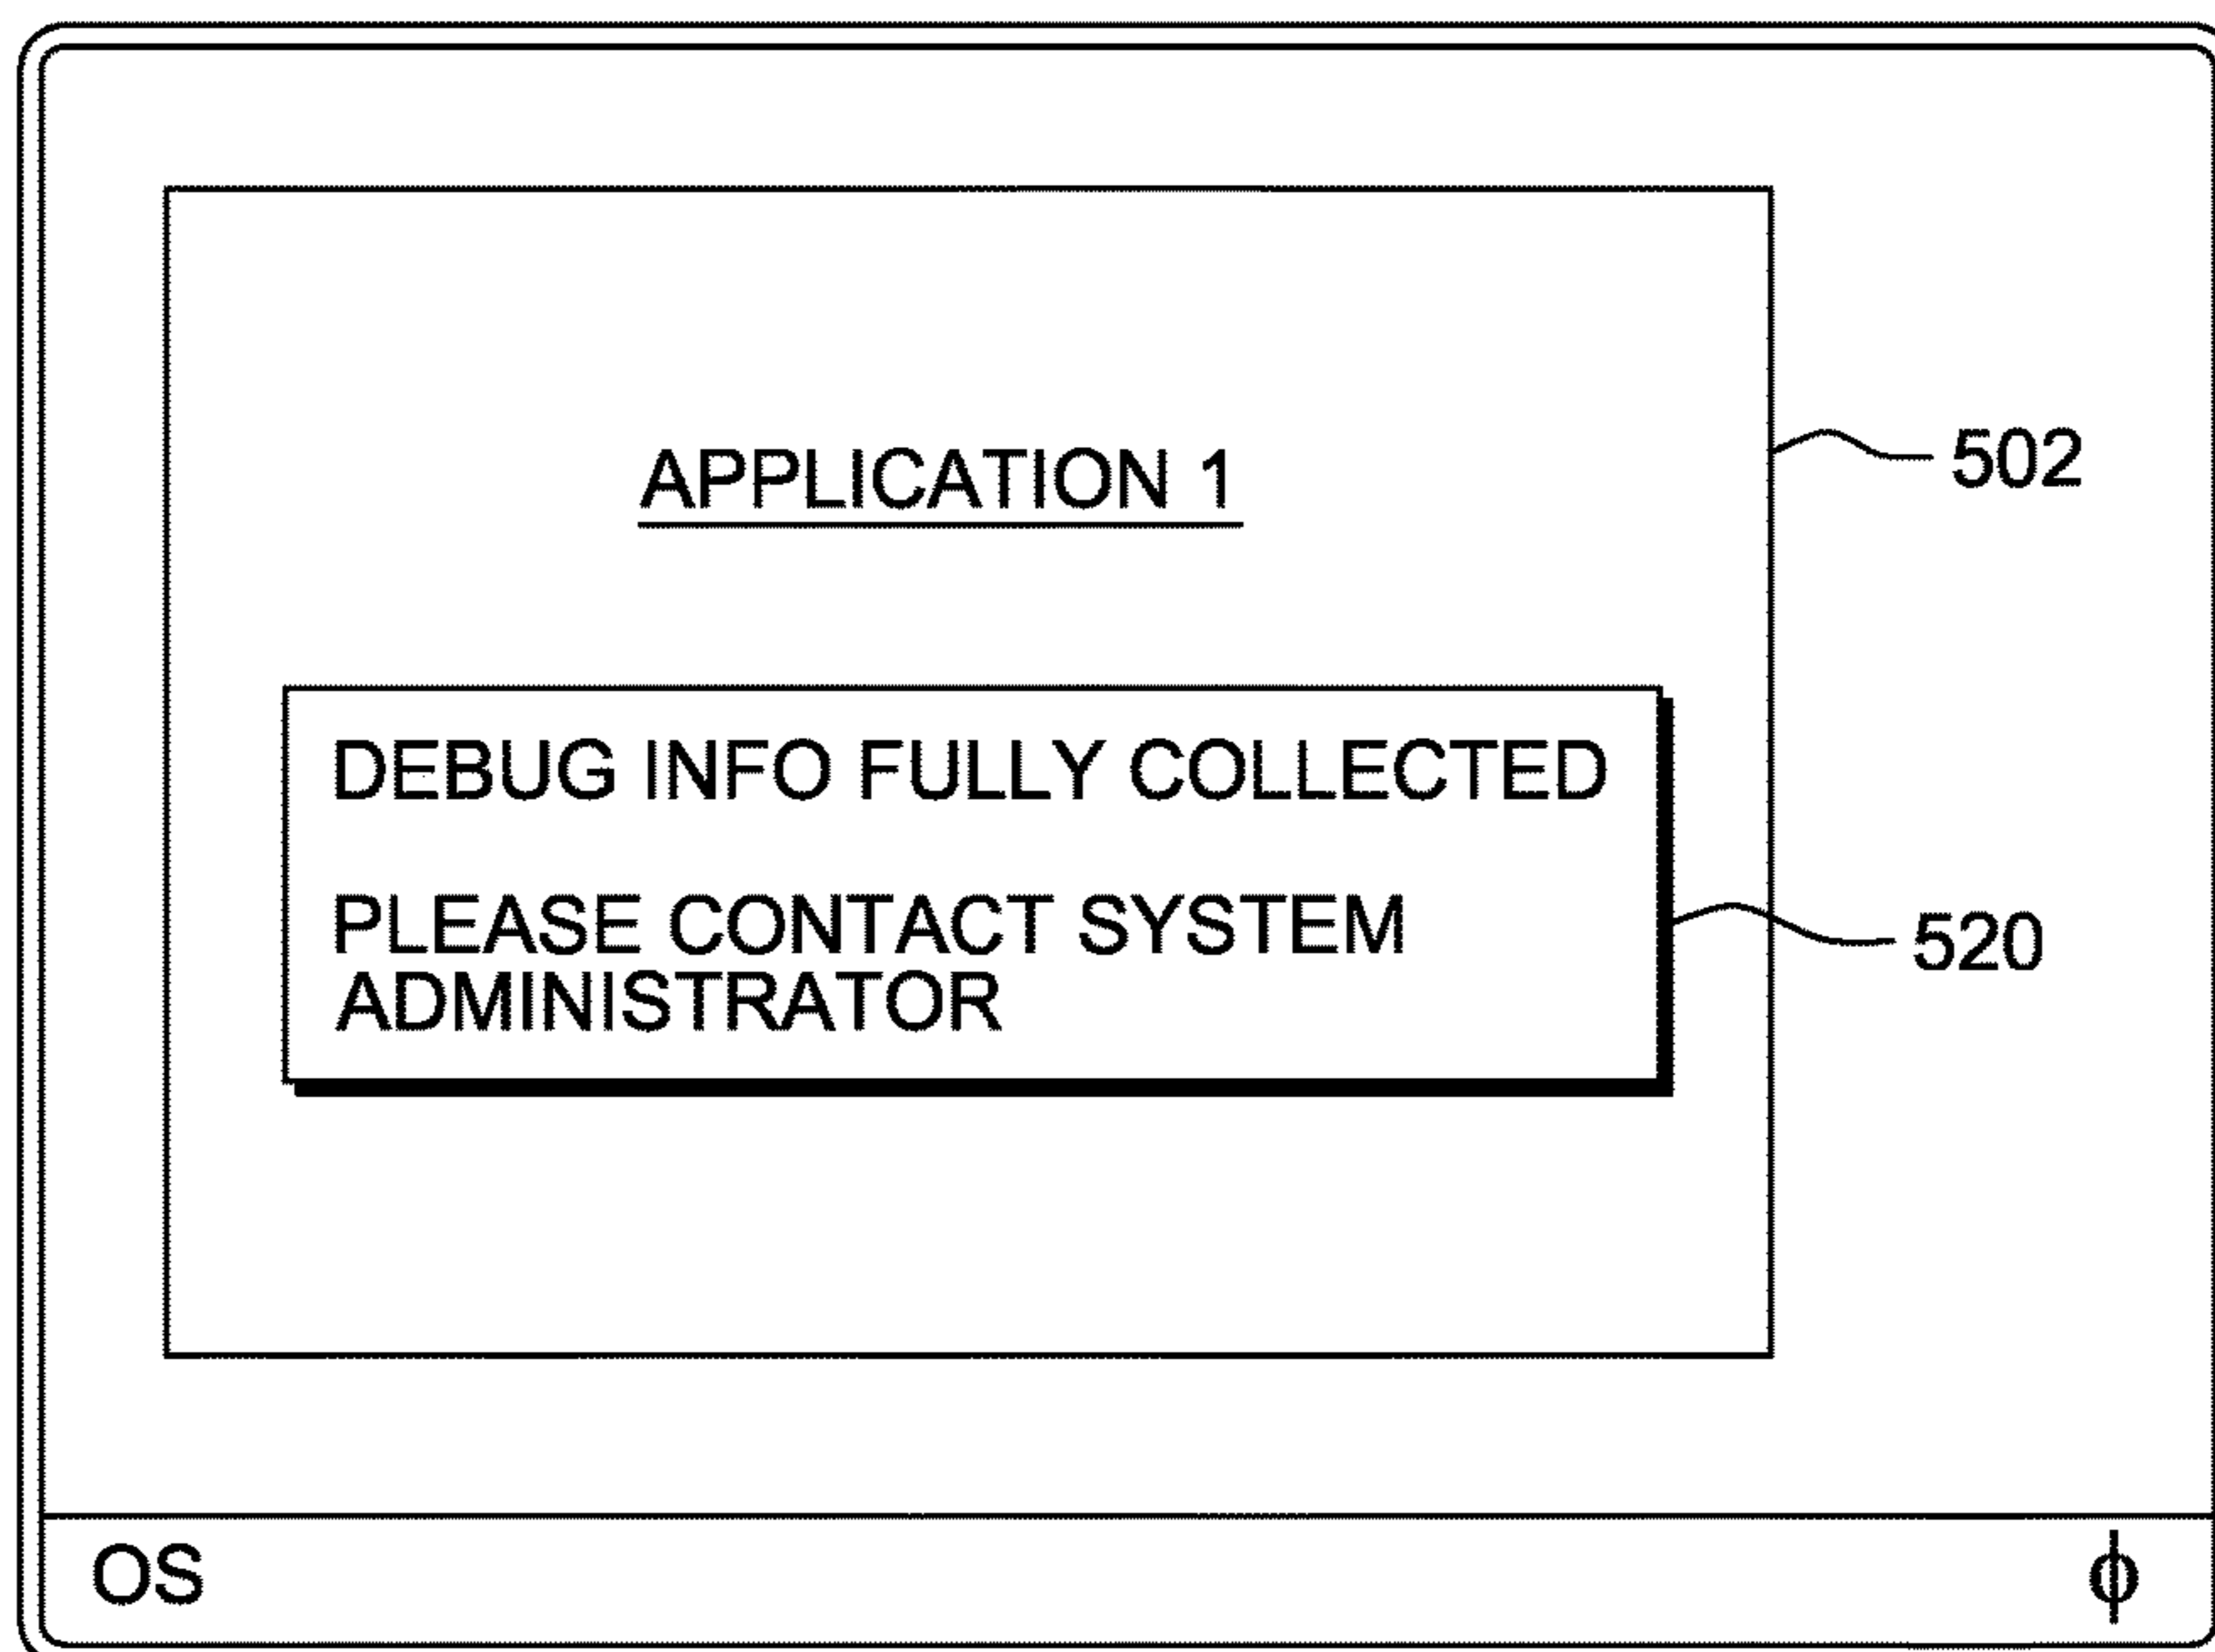 APPLICATION 1
502
DEBUG INFO FULLY COLLECTED
PLEASE CONTACT SYSTEM
ADMINISTRATOR
520
OS
ϕ